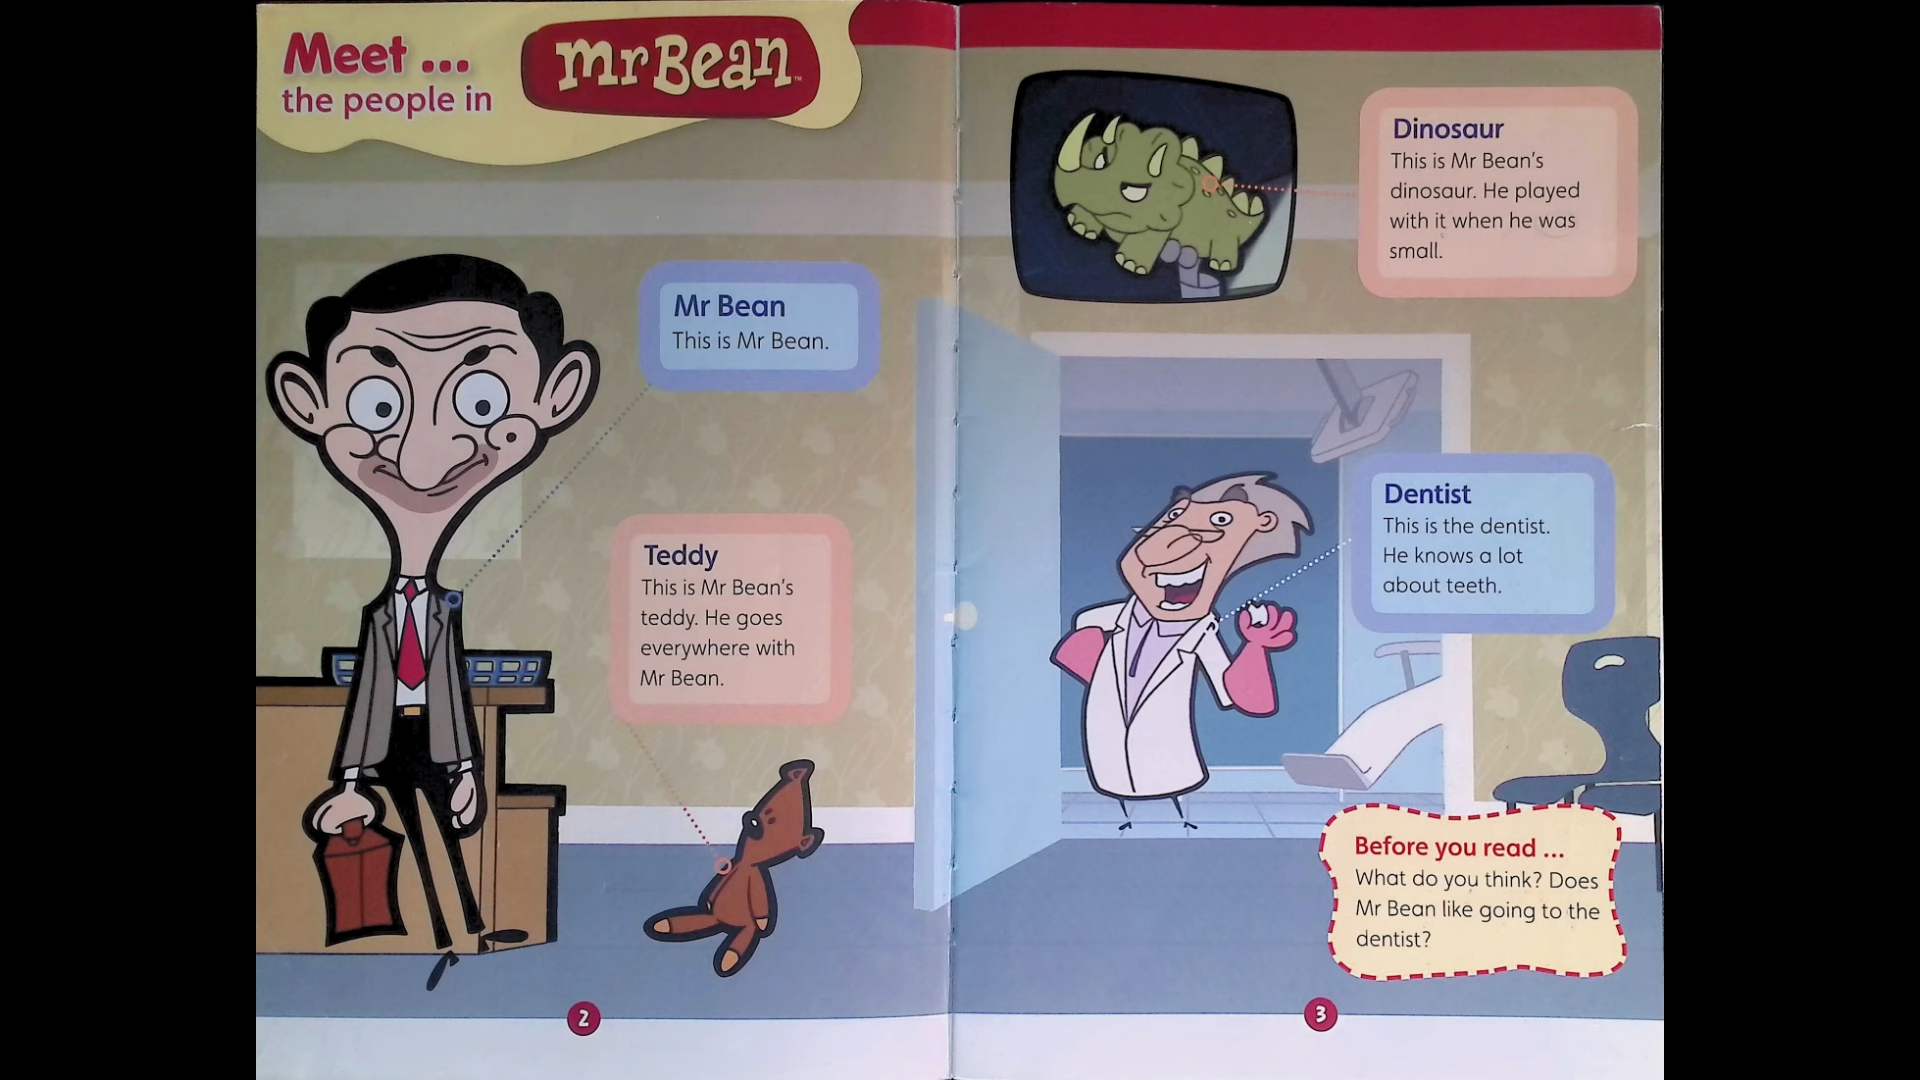 Meet ...
the people in
mr Bean™
Mr Bean
This is Mr Bean.
Teddy
This is Mr Bean's
teddy. He goes
everywhere with
Mr Bean.
2
Dinosaur
This is Mr Bean's
dinosaur. He played
with it when he was
small.
Dentist
This is the dentist.
He knows a lot
about teeth.
Before you read ...
What do you think? Does
Mr Bean like going to the
dentist?
3